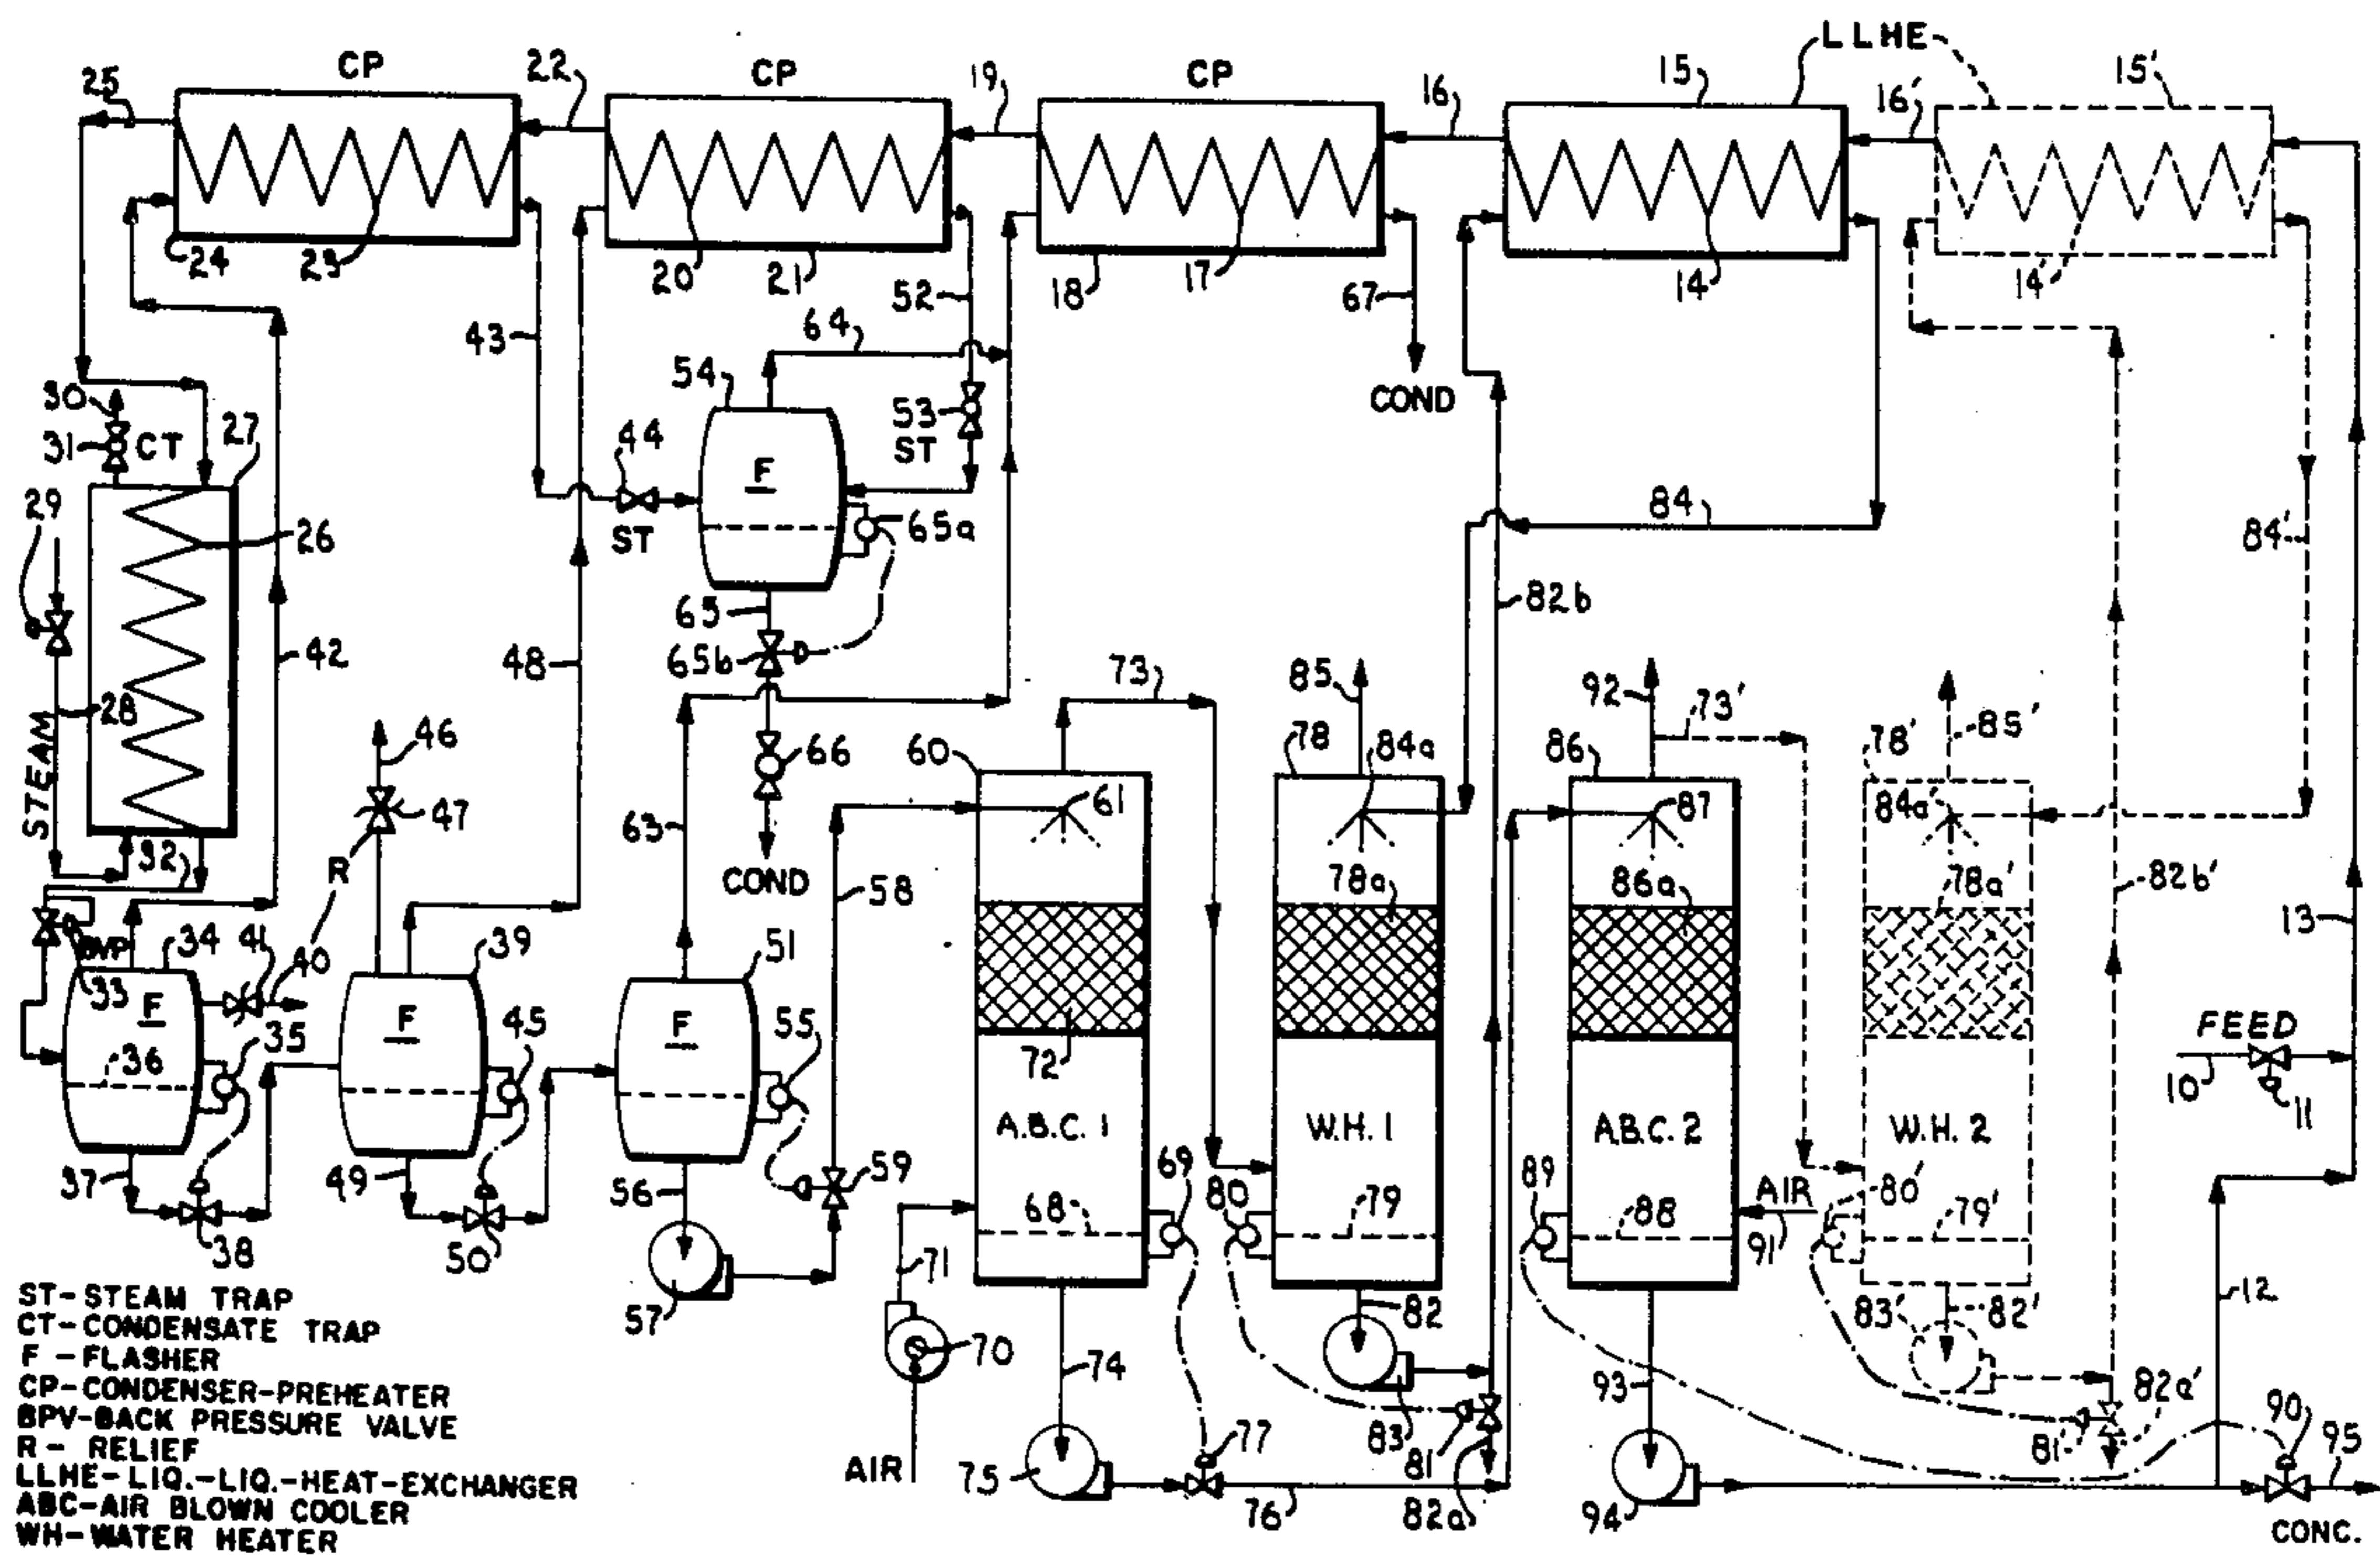 LLHE
CP
CP
CP
25
22
19
16
15
16'
15'
24
23
20
21
18
17
14
14'
52
67
43
64
54
COND
30
31
CT
27
44
53
ST
29
F
26
ST
65a
84
84'
65
82b
42
48
65b
28
STEAM
73
85
92
73'
46
60
78
84a
86
78'
85'
66
47
61
87
84a'
63
32
R
COND
58
78a
86a
78a'
82b'
13
34
41
40
39
51
33
F
F
F
35
45
55
36
72
FEED
10
11
A.B.C. 1
W.H. 1
A.B.C. 2
W.H. 2
37
49
56
59
69
80
89
AIR
80'
68
79
88
91
79'
38
50
71
12
57
82
83'
82'
70
74
93
82a'
90
77
83
81
81'
95
AIR
75
76
82a
94
CONC.
ST-STEAM TRAP
CT-CONDENSATE TRAP
F -FLASHER
CP-CONDENSER-PREHEATER
BPV-BACK PRESSURE VALVE
R- RELIEF
LLHE-LIQ.-LIQ.-HEAT-EXCHANGER
ABC-AIR BLOWN COOLER
WH-WATER HEATER